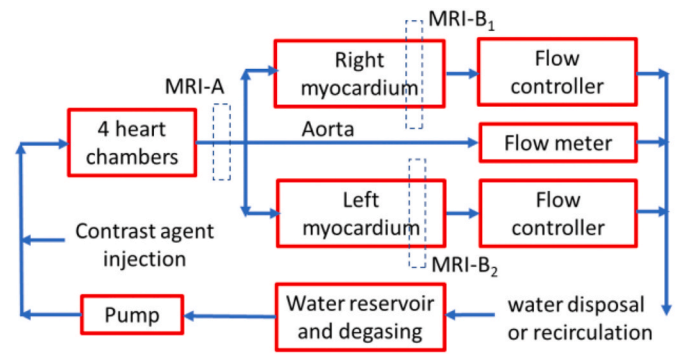 MRI-B1
Right
myocardium
Flow
controller
MRI-A
4 heart
chambers
Aorta
Flow meter
Left
myocardium
Flow
controller
Contrast agent
injection
MRI-B2
Pump
Water reservoir
and degasing
water disposal
or recirculation